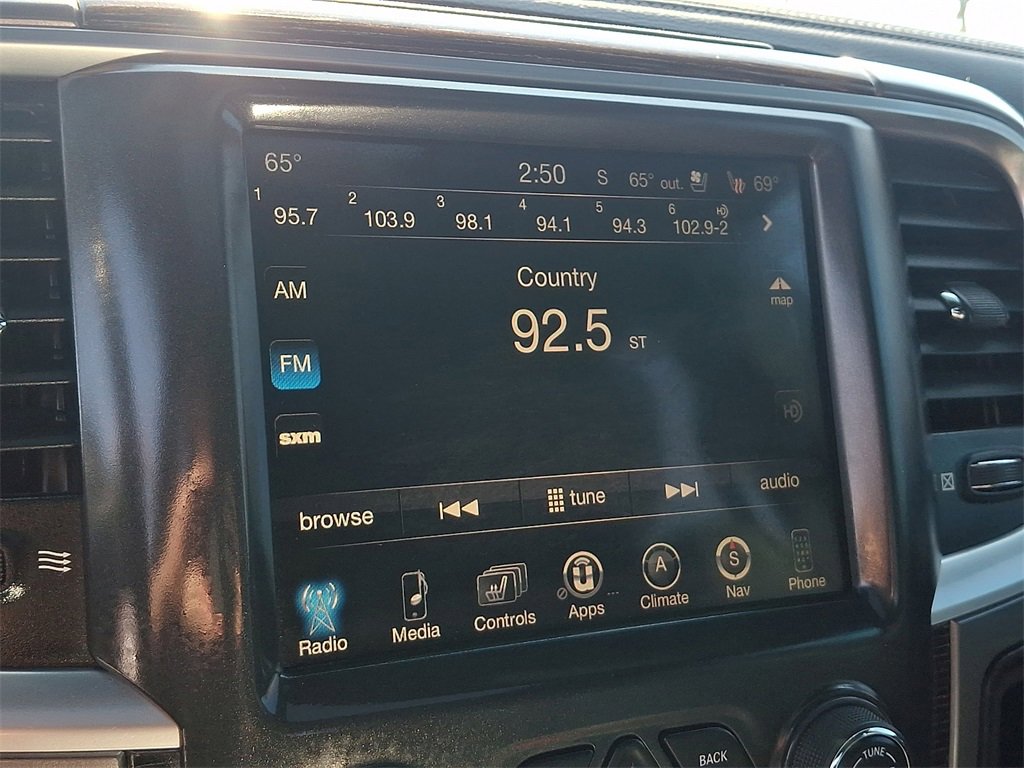 65° 2:50 S 65° out. 69°
1 95.7 2 103.9 3 98.1 4 94.1 5 94.3 6 102.9-2 HD
AM
Country
map
92.5 ST
FM
HD
sxm
browse tune audio
Radio Media Controls Apps A Climate S Nav Phone
BACK
TUNE